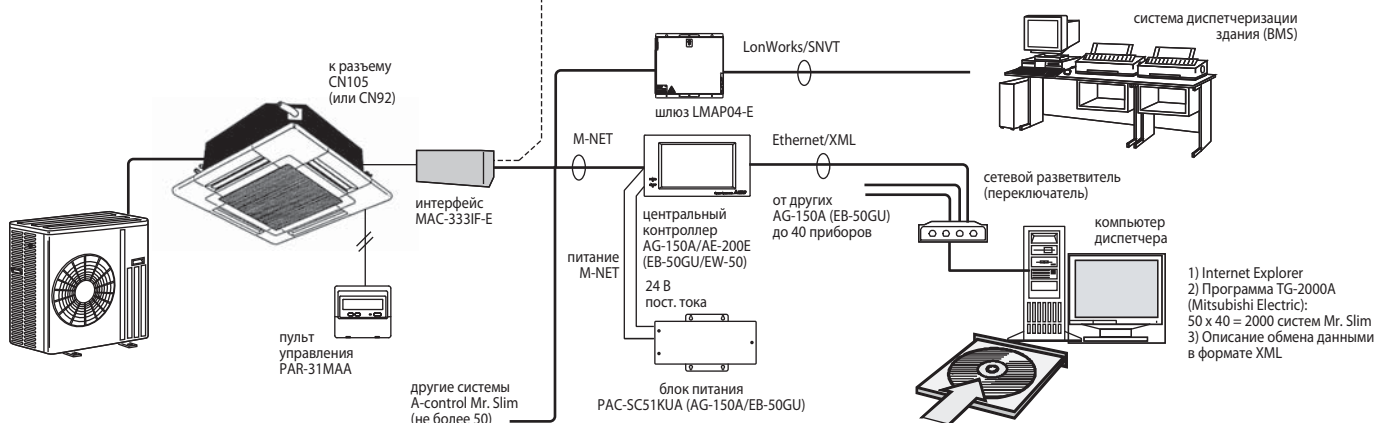 система диспетчеризации
здания (BMS)
LonWorks/SNVT
к разъему
CN105
(или CN92)
шлюз LMAP04-E
M-NET
Ethernet/XML
сетевой разветвитель
(переключатель)
интерфейс
MAC-333IF-E
от других
AG-150A (EB-50GU)
до 40 приборов
центральный
контроллер
AG-150A/AE-200E
(EB-50GU/EW-50)
компьютер
диспетчера
питание
M-NET
24 В
пост. тока
1) Internet Explorer
2) Программа TG-2000A
(Mitsubishi Electric):
50 x 40 = 2000 систем Mr. Slim
3) Описание обмена данными
в формате XML
пульт
управления
PAR-31MAA
другие системы
A-control Mr. Slim
(не более 50)
блок питания
PAC-SC51KUA (AG-150A/EB-50GU)